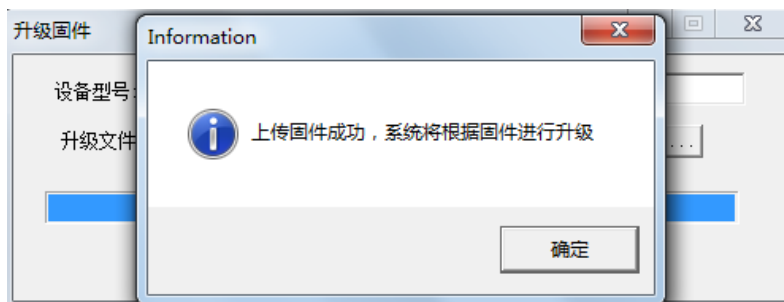 升级固件
Information
设备型号:
上传固件成功，系统将根据固件进行升级
升级文件
...
确定